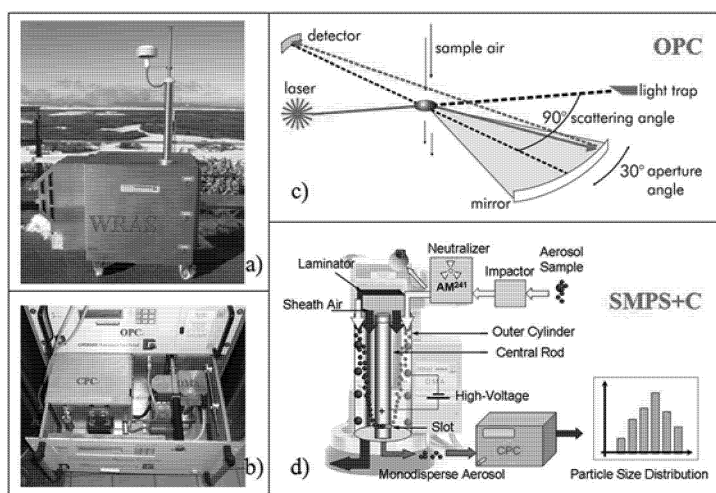 WRAS
a)
OPC
CPC
DMA
b)
detector
sample air
OPC
laser
light trap
90° scattering
angle
30° aperture
angle
mirror
c)
Neutralizer
Aerosol
Sample
Laminator
Impactor
AM241
SMPS+C
Sheath Air
Outer Cylinder
Central Rod
DMA
High-Voltage
Slot
CPC
d)
Monodisperse Aerosol
Particle Size Distribution